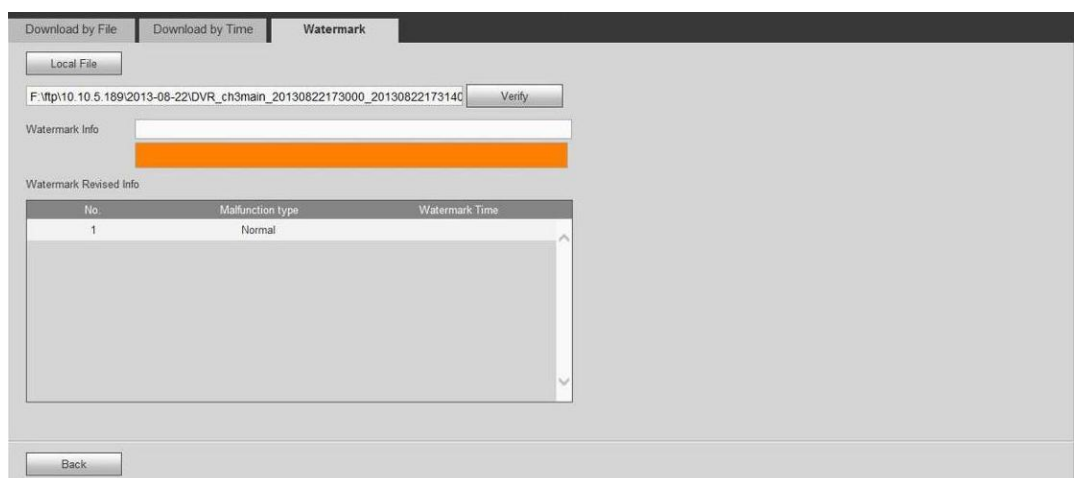 Download by File Download by Time Watermark
Local File
F:\ftp\10.10.5.189\2013-08-22\DVR_ch3main_20130822173000_20130822173140 Verify
Watermark Info
Watermark Revised Info
No. Malfunction type Watermark Time
1 Normal
Back